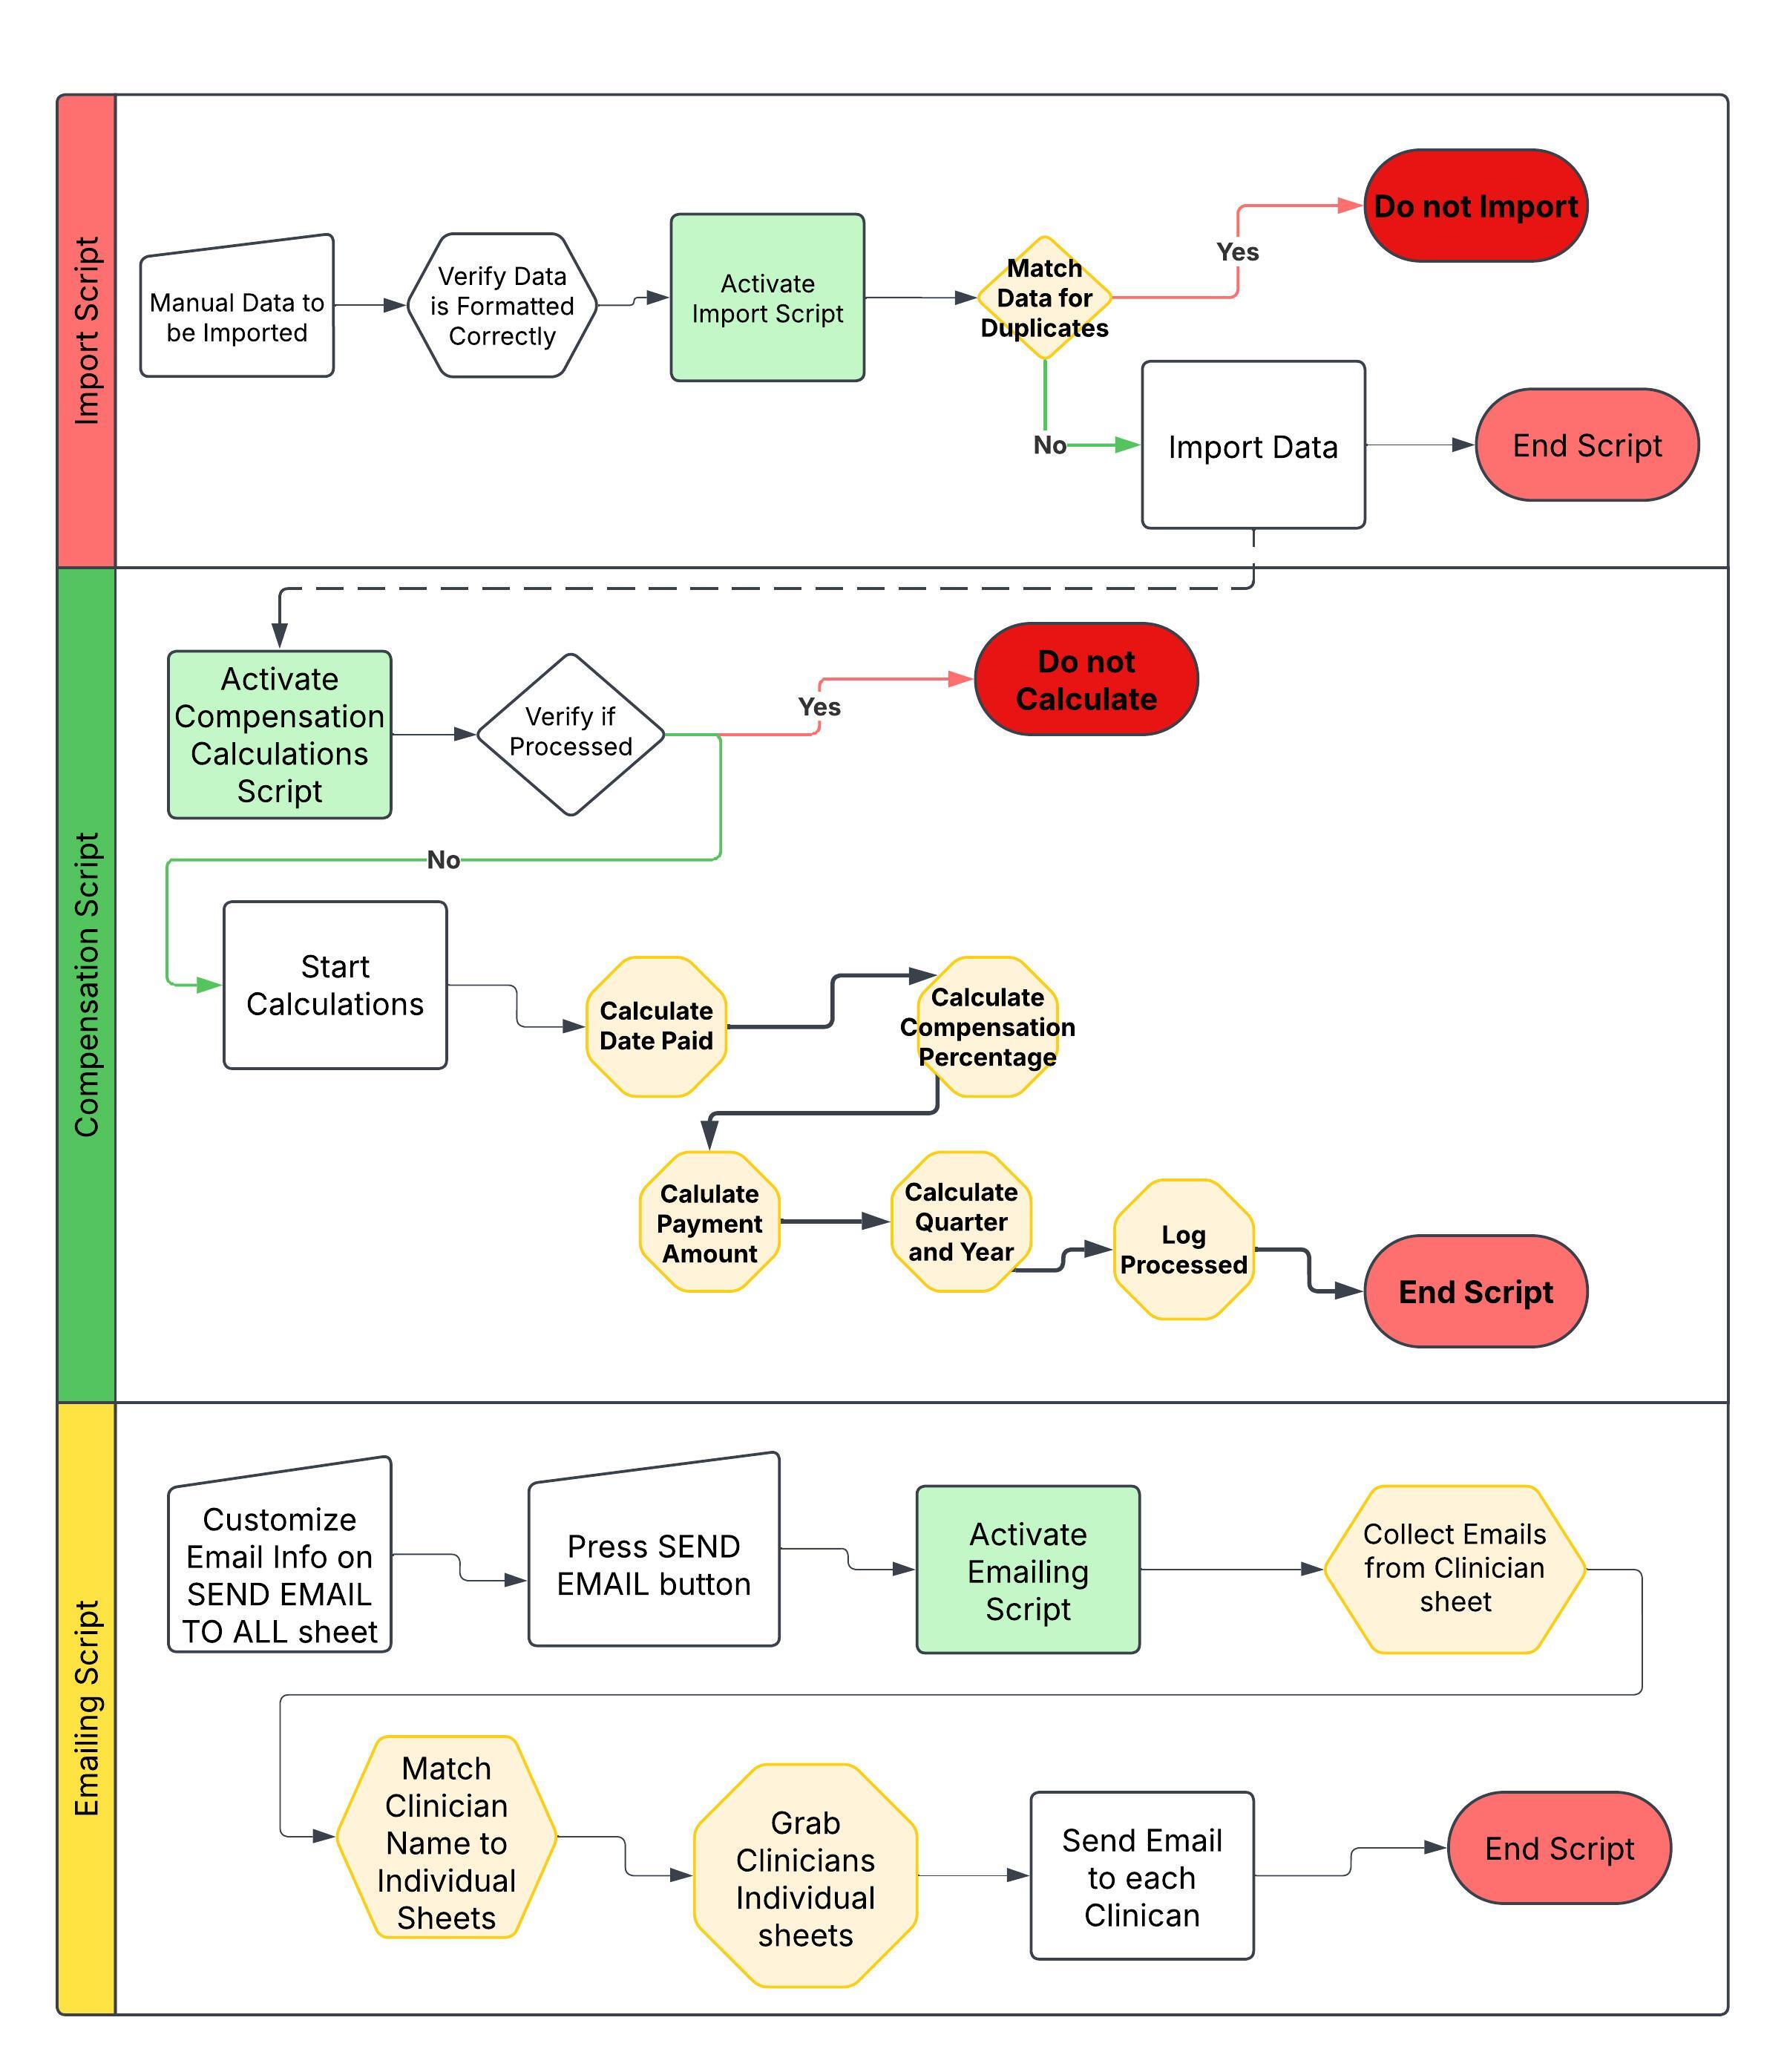 Import Script
Manual Data to
be Imported
Verify Data
is Formatted
Correctly
Activate
Import Script
Match
Data for
Duplicates
Yes
Do not Import
No
Import Data
End Script
Compensation Script
Activate
Compensation
Calculations
Script
Verify if
Processed
Yes
Do not
Calculate
No
Start
Calculations
Calculate
Date Paid
Calculate
Compensation
Percentage
Calulate
Payment
Amount
Calculate
Quarter
and Year
Log
Processed
End Script
Emailing Script
Customize
Email Info on
SEND EMAIL
TO ALL sheet
Press SEND
EMAIL button
Activate
Emailing
Script
Collect Emails
from Clinician
sheet
Match
Clinician
Name to
Individual
Sheets
Grab
Clinicians
Individual
sheets
Send Email
to each
Clinican
End Script